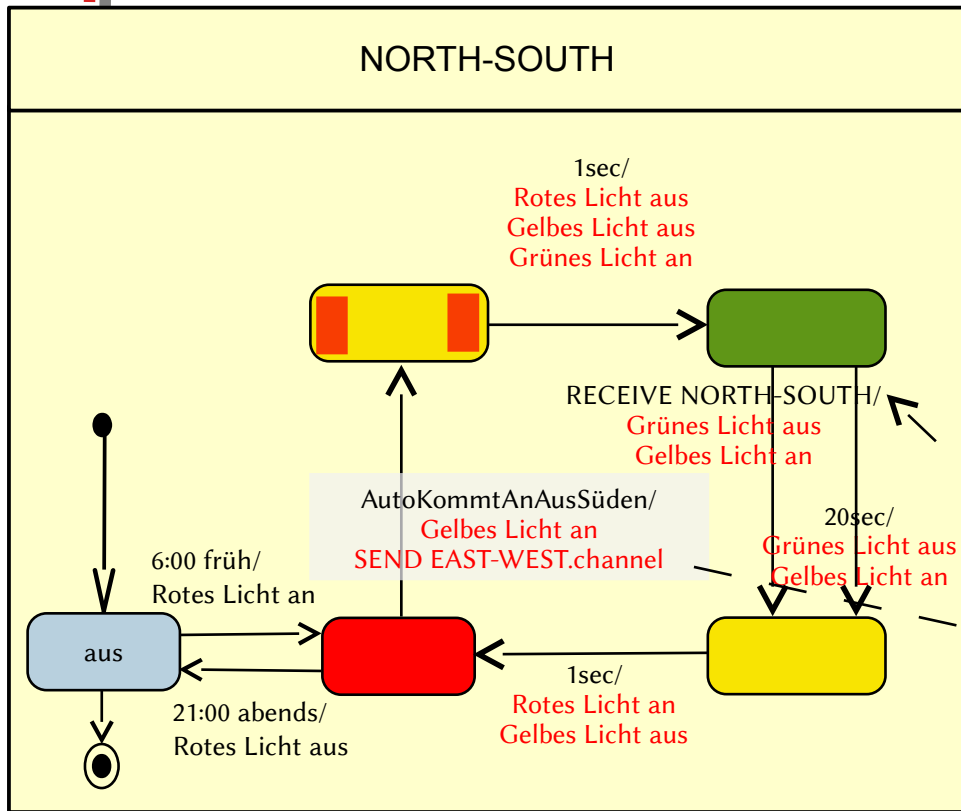 NORTH-SOUTH
1sec/
Rotes Licht aus
Gelbes Licht aus
Grünes Licht an
RECEIVE NORTH-SOUTH/
Grünes Licht aus
Gelbes Licht an
AutoKommtAnAusSüden/
Gelbes Licht an
SEND EAST-WEST.channel
20sec/
Grünes Licht aus
Gelbes Licht an
6:00 früh/
Rotes Licht an
aus
1sec/
Rotes Licht an
Gelbes Licht aus
21:00 abends/
Rotes Licht aus